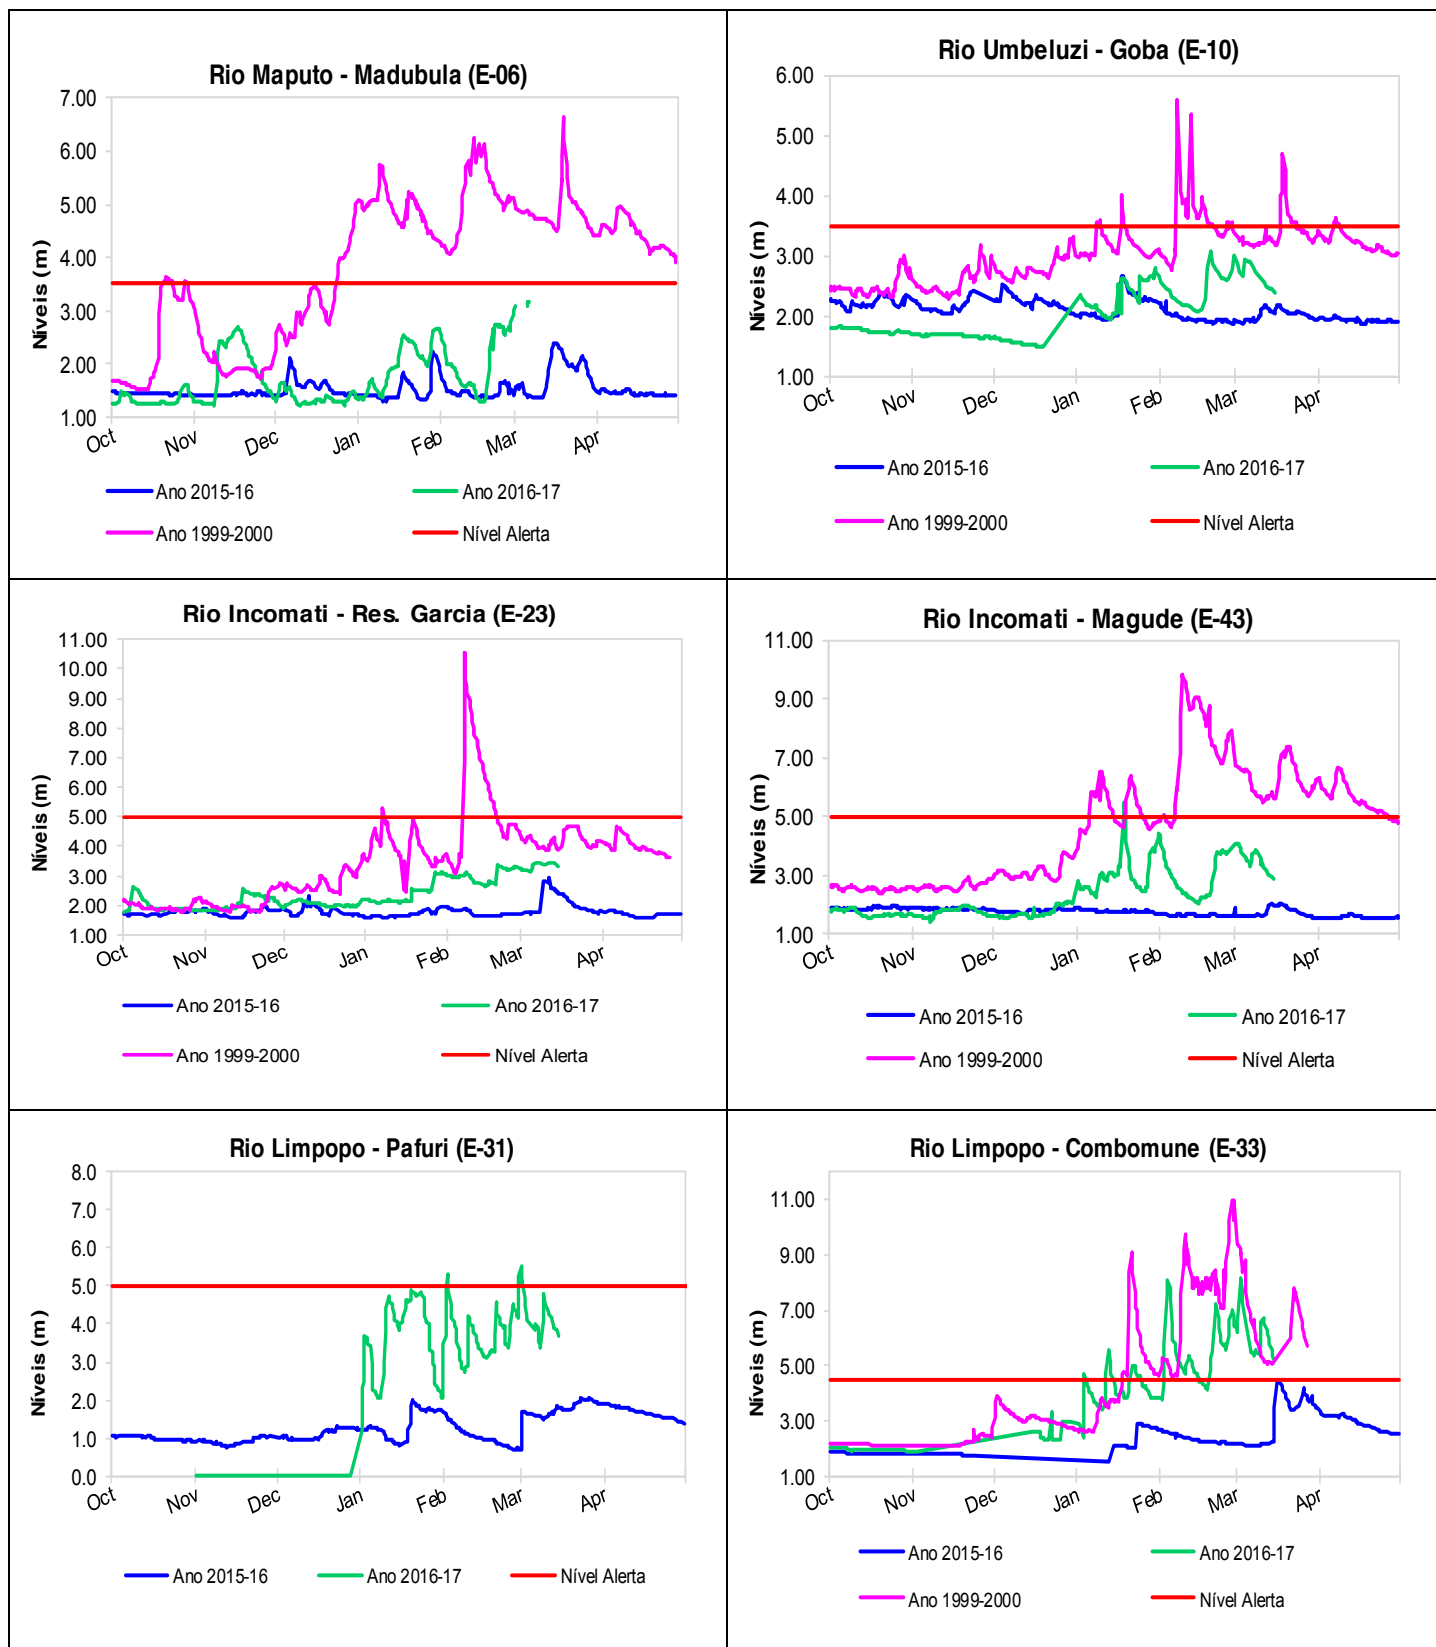 Rio Maputo - Madubula (E-06)
Níveis (m)
7.00
6.00
5.00
4.00
3.00
2.00
1.00
Oct Nov Dec Jan Feb Mar Apr
Ano 2015-16 Ano 2016-17
Ano 1999-2000 Nível Alerta
Rio Umbeluzi - Goba (E-10)
Níveis (m)
6.00
5.00
4.00
3.00
2.00
1.00
Oct Nov Dec Jan Feb Mar Apr
Ano 2015-16 Ano 2016-17
Ano 1999-2000 Nível Alerta
Rio Incomati - Res. Garcia (E-23)
Níveis (m)
11.00
10.00
9.00
8.00
7.00
6.00
5.00
4.00
3.00
2.00
1.00
Oct Nov Dec Jan Feb Mar Apr
Ano 2015-16 Ano 2016-17
Ano 1999-2000 Nível Alerta
Rio Incomati - Magude (E-43)
Níveis (m)
11.00
9.00
7.00
5.00
3.00
1.00
Oct Nov Dec Jan Feb Mar Apr
Ano 2015-16 Ano 2016-17
Ano 1999-2000 Nível Alerta
Rio Limpopo - Pafuri (E-31)
Níveis (m)
8.0
7.0
6.0
5.0
4.0
3.0
2.0
1.0
0.0
Oct Nov Dec Jan Feb Mar Apr
Ano 2015-16 Ano 2016-17 Nível Alerta
Rio Limpopo - Combomune (E-33)
Níveis (m)
11.00
9.00
7.00
5.00
3.00
1.00
Oct Nov Dec Jan Feb Mar Apr
Ano 2015-16 Ano 2016-17
Ano 1999-2000 Nível Alerta